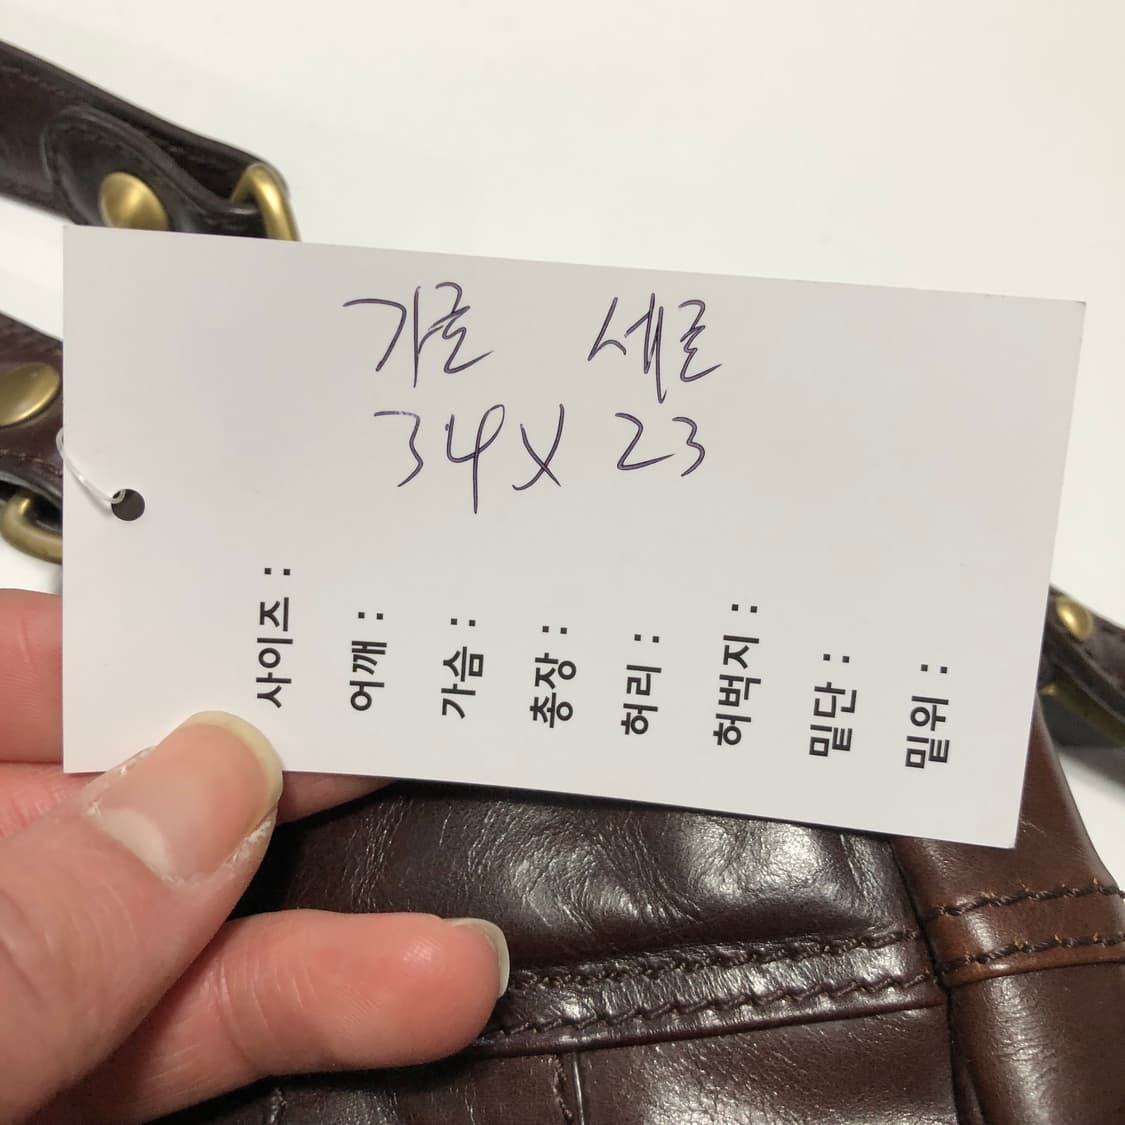 가로 세로
34 X 23
사이즈 :
어깨 :
가슴 :
총장 :
허리 :
허벅지 :
밑단 :
밑위 :